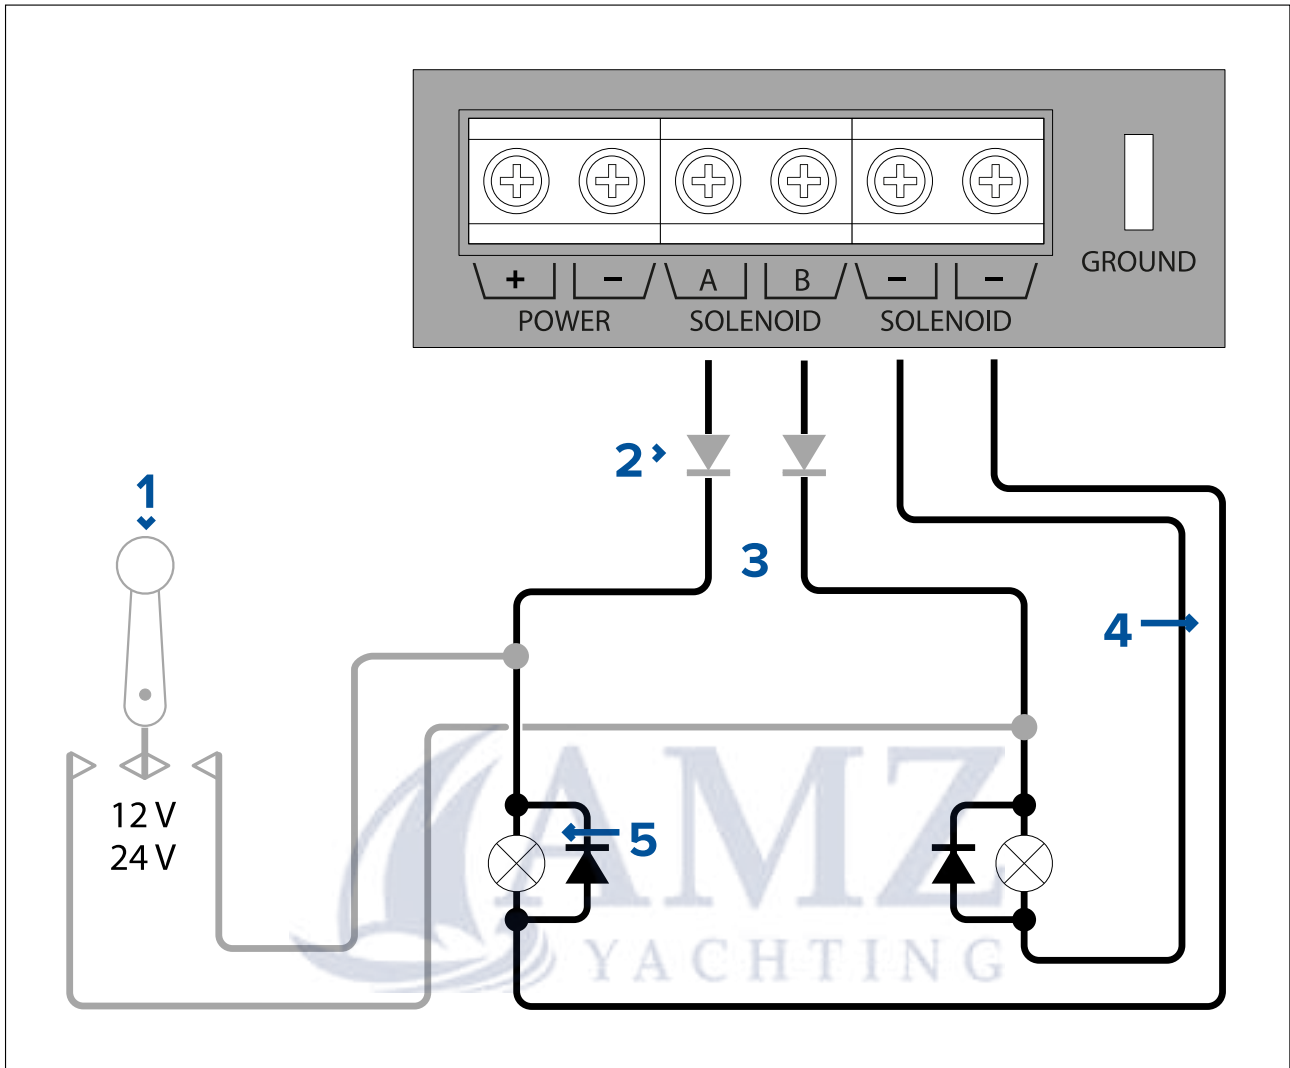 + − A B − −
POWER SOLENOID SOLENOID
GROUND
1
2
3
4
12 V
24 V
5
AMZ
YACHTING